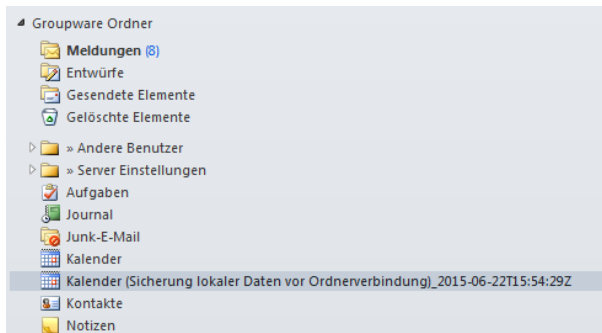 Groupware Ordner
Meldungen (8)
Entwürfe
Gesendete Elemente
Gelöschte Elemente
» Andere Benutzer
» Server Einstellungen
Aufgaben
Journal
Junk-E-Mail
Kalender
Kalender (Sicherung lokaler Daten vor Ordnerverbindung)_2015-06-22T15:54:29Z
Kontakte
Notizen